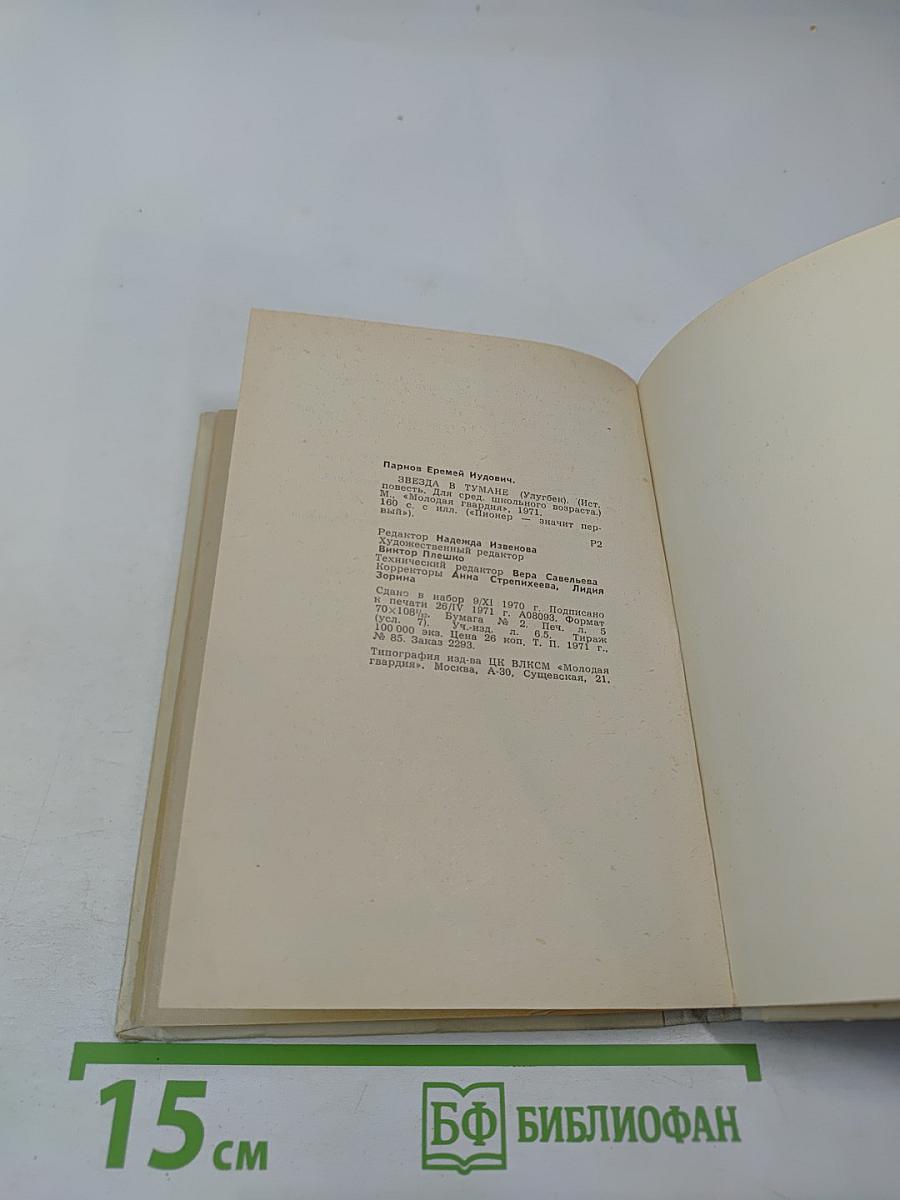 Парнов Еремей Иудович.
ЗВЕЗДА В ТУМАНЕ (Улугбек). (Ист.
повесть. Для сред. школьного возраста.)
М., «Молодая гвардия», 1971.
160 с. с илл. («Пионер — значит пер-
вый»).
Р2
Редактор Надежда Извекова
Художественный редактор
Виктор Плешко
Технический редактор Вера Савельева
Корректоры Анна Стрепихеева, Лидия
Зорина
Сдано в набор 9/XI 1970 г. Подписано
к печати 26/IV 1971 г. А08093. Формат
70×108¹/₃₂. Бумага № 2. Печ. л. 5
(усл. 7). Уч.-изд. л. 6,5. Тираж
100 000 экз. Цена 26 коп. Т. П. 1971 г.,
№ 85. Заказ 2293.
Типография изд-ва ЦК ВЛКСМ «Молодая
гвардия». Москва, А-30, Сущевская, 21.
15 см
БФ БИБЛИОФАН